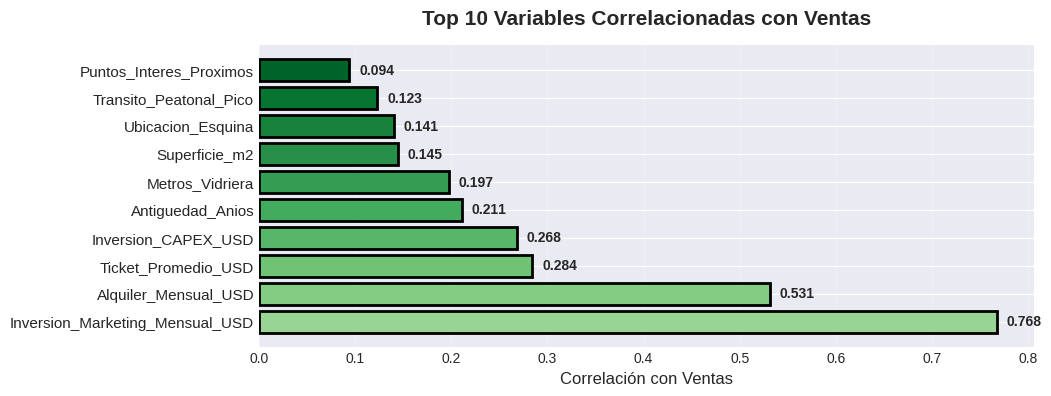 Top 10 Variables Correlacionadas con Ventas
Puntos_Interes_Proximos 0.094
Transito_Peatonal_Pico 0.123
Ubicacion_Esquina 0.141
Superficie_m2 0.145
Metros_Vidriera 0.197
Antiguedad_Anios 0.211
Inversion_CAPEX_USD 0.268
Ticket_Promedio_USD 0.284
Alquiler_Mensual_USD 0.531
Inversion_Marketing_Mensual_USD 0.768
0.0 0.1 0.2 0.3 0.4 0.5 0.6 0.7 0.8
Correlación con Ventas